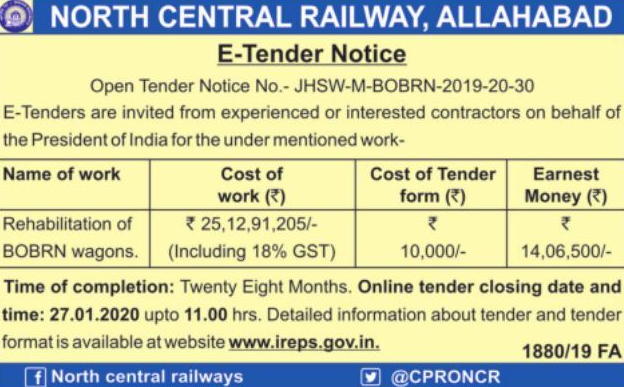 NORTH CENTRAL RAILWAY, ALLAHABAD
E-Tender Notice
Open Tender Notice No.- JHSW-M-BOBRN-2019-20-30
E-Tenders are invited from experienced or interested contractors on behalf of
the President of India for the under mentioned work-
Name of work
Cost of
work (₹)
Cost of Tender
form (₹)
Earnest
Money (₹)
Rehabilitation of
BOBRN wagons.
₹ 25,12,91,205/-
(Including 18% GST)
₹
10,000/-
₹
14,06,500/-
Time of completion: Twenty Eight Months. Online tender closing date and
time: 27.01.2020 upto 11.00 hrs. Detailed information about tender and tender
format is available at website www.ireps.gov.in.
1880/19 FA
North central railways
@CPRONCR